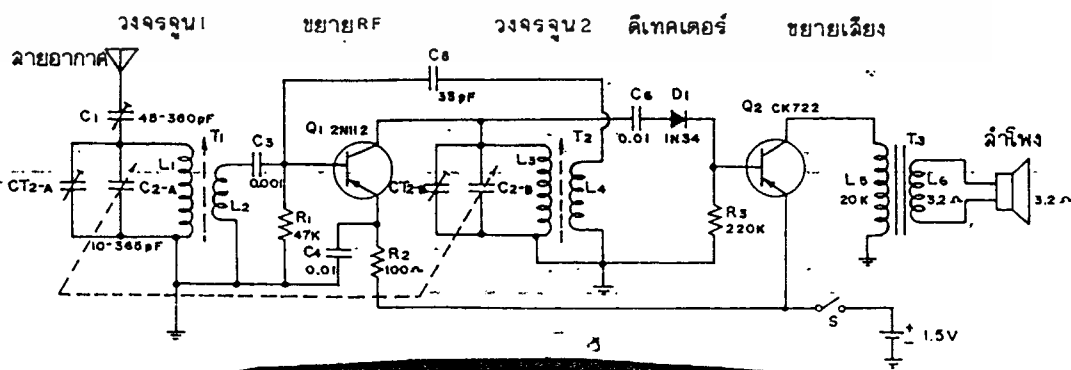 วงจรจูน1 ขยายRF วงจรจูน2 ดีเทคเตอร์ ขยายเสียง
สายอากาศ
C1 45-360pF
T1
CT2-A
C2-A
L1
L2
10-365pF
C3
0.001
Q1 2N112
R1
47K
C4
0.01
R2
100Ω
C5
35pF
CT2-B
C2-B
L3
T2
L4
C6
0.01
D1
1N34
R3
220K
Q2 CK722
L5
20K
T3
L6
3.2Ω
ลำโพง
3.2Ω
S
+
-
1.5V